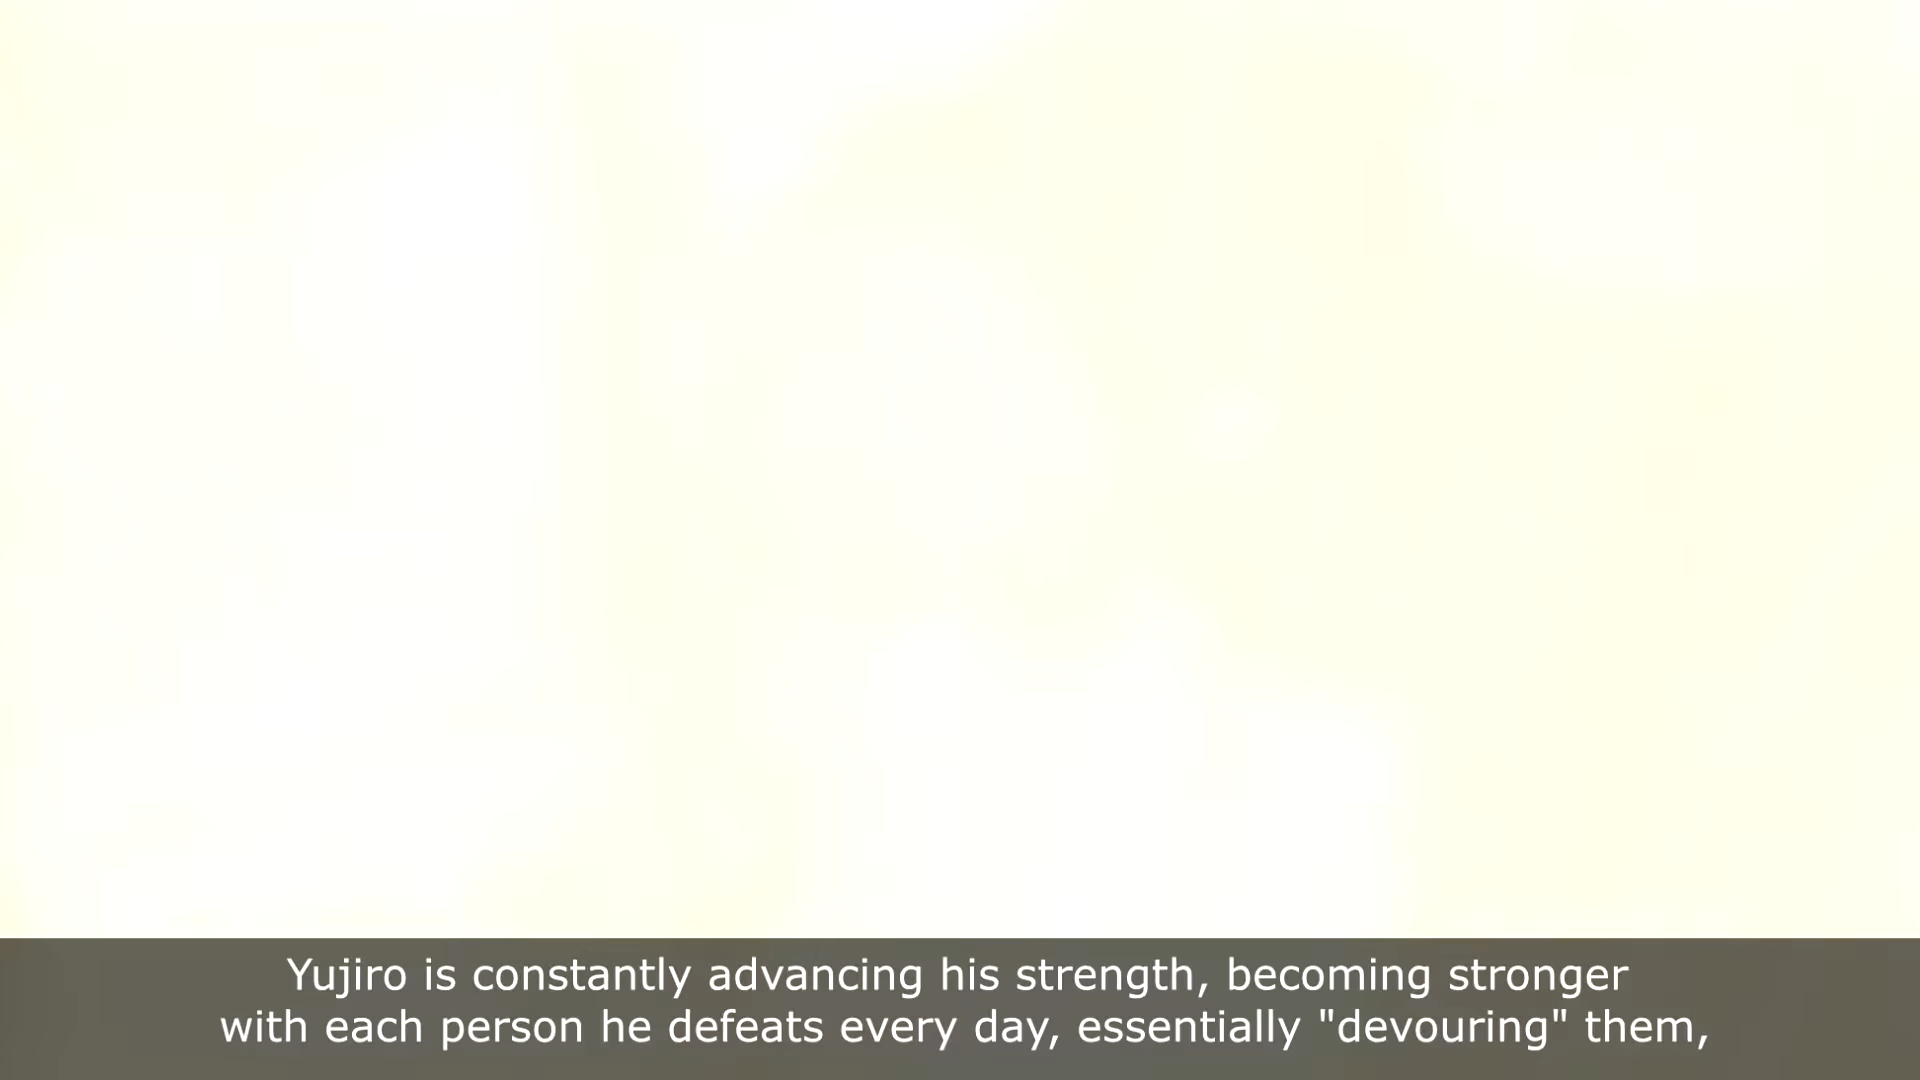 Yujiro is constantly advancing his strength, becoming stronger
with each person he defeats every day, essentially "devouring" them,